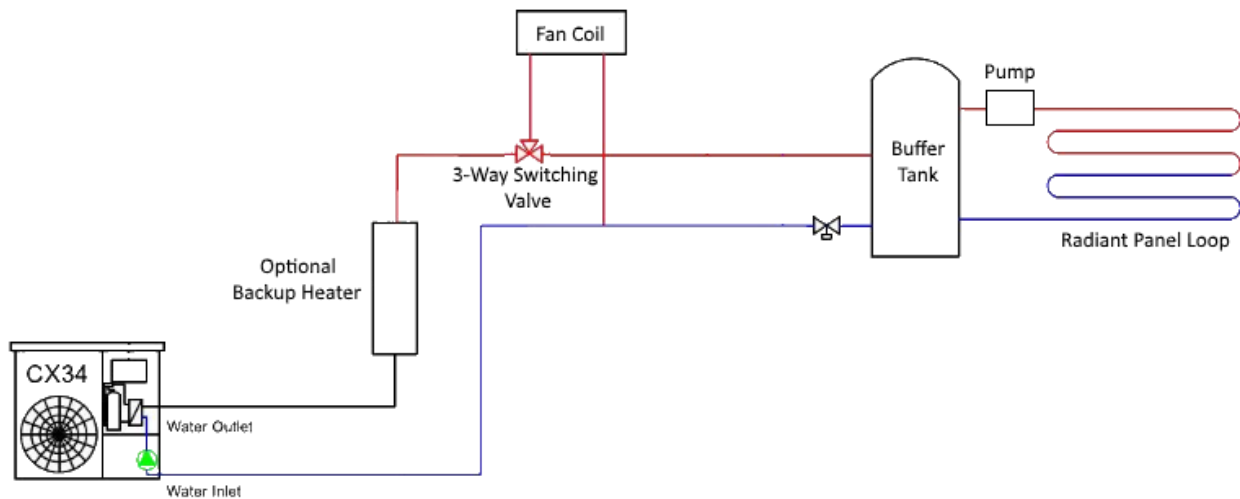 Fan Coil
Pump
Buffer
Tank
3-Way Switching
Valve
Radiant Panel Loop
Optional
Backup Heater
CX34
Water Outlet
Water Inlet